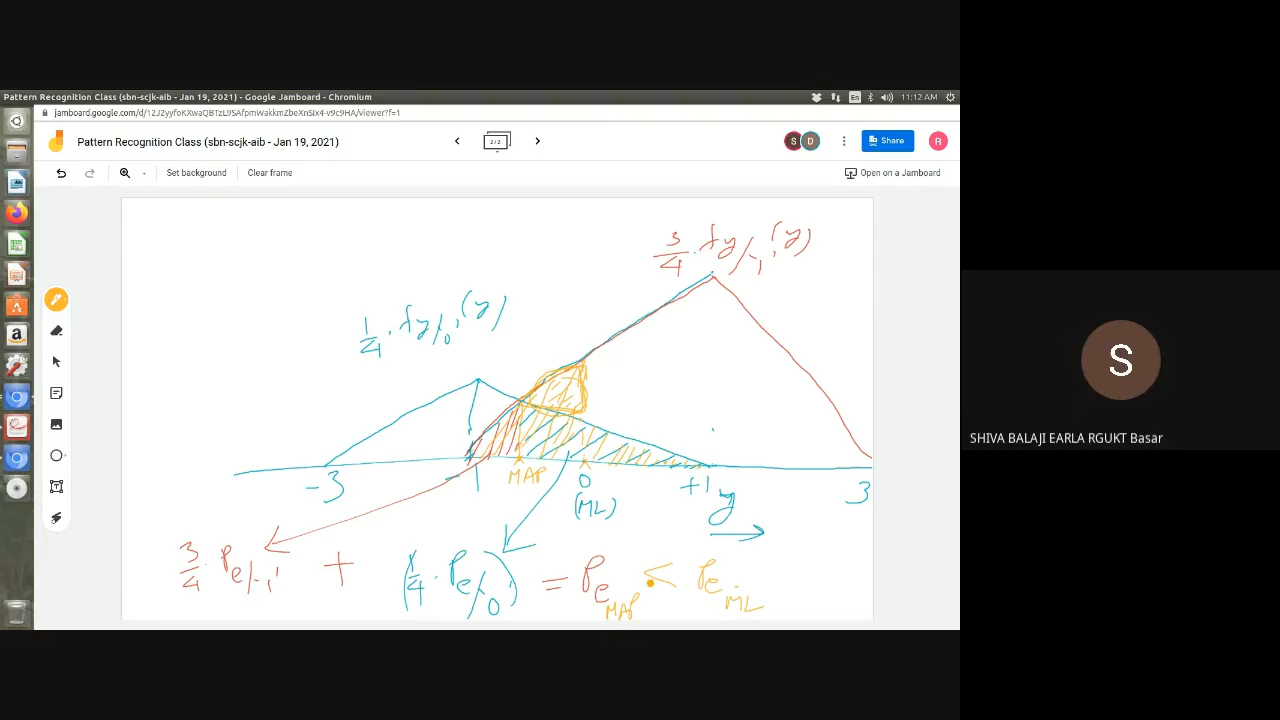 Pattern Recognition Class (sbn-scjk-aib - Jan 19, 2021) - Google Jamboard - Chromium
En
11:12 AM
Pattern Recognition Class (sbn-scjk-aib - Jan 19, 2021)
2/2
S D
Share
R
Set background
Clear frame
Open on a Jamboard
3/4 · fy/'1' (y)
1/4 · fy/'0' (y)
-3
-1
MAP
0
(ML)
+1
y
3
3/4 · Pe/'1' + (1/4 · Pe/'0') = Pe MAP < Pe ML
S
SHIVA BALAJI EARLA RGUKT Basar